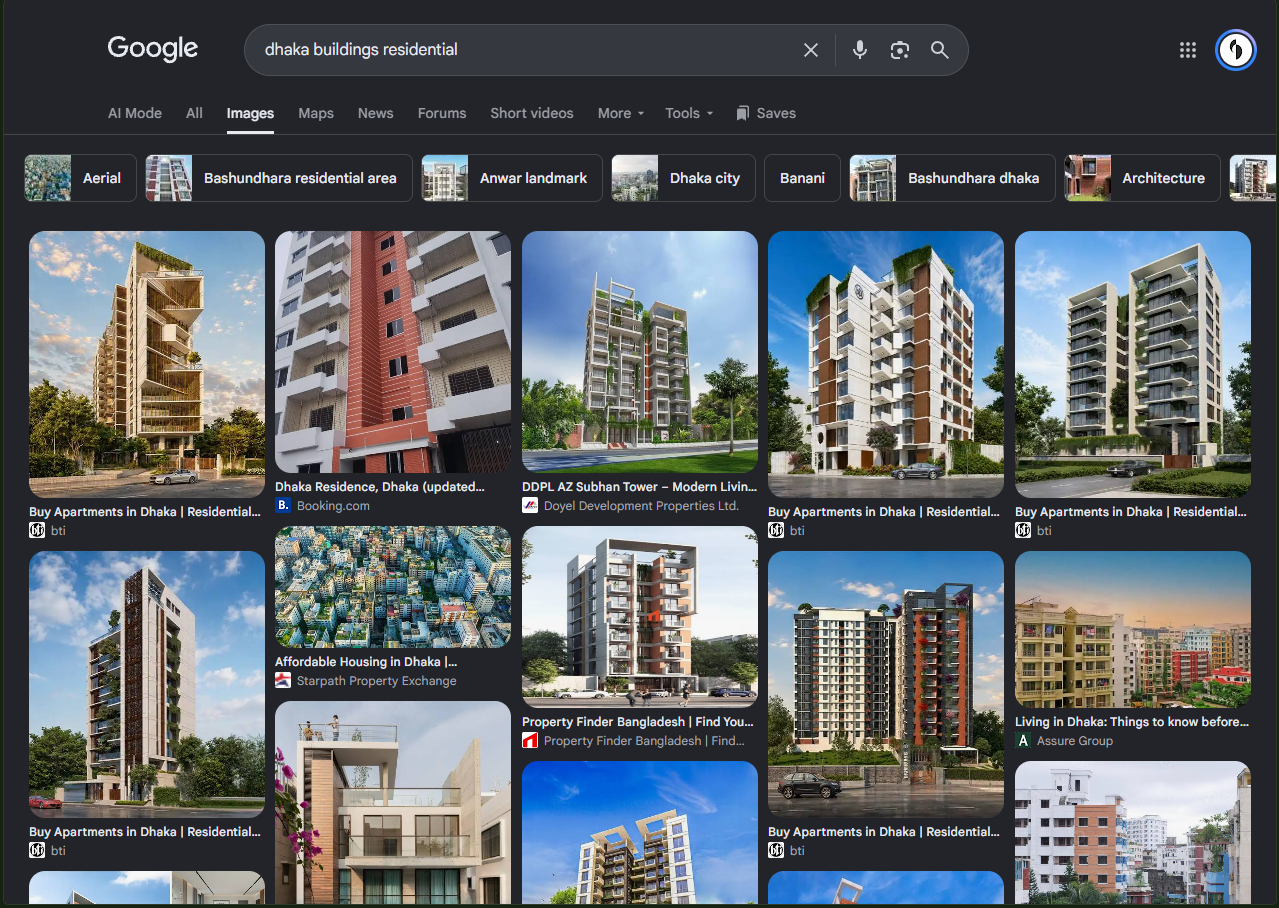 Google
dhaka buildings residential
AI Mode
All
Images
Maps
News
Forums
Short videos
More
Tools
Saves
Aerial
Bashundhara residential area
Anwar landmark
Dhaka city
Banani
Bashundhara dhaka
Architecture
Buy Apartments in Dhaka | Residential...
bti
Dhaka Residence, Dhaka (updated...
B.
Booking.com
DDPL AZ Subhan Tower – Modern Livin...
Doyel Development Properties Ltd.
Buy Apartments in Dhaka | Residential...
bti
Buy Apartments in Dhaka | Residential...
bti
Affordable Housing in Dhaka |...
Starpath Property Exchange
Property Finder Bangladesh | Find You...
Property Finder Bangladesh | Find...
Living in Dhaka: Things to know before...
A
Assure Group
Buy Apartments in Dhaka | Residential...
bti
Buy Apartments in Dhaka | Residential...
bti